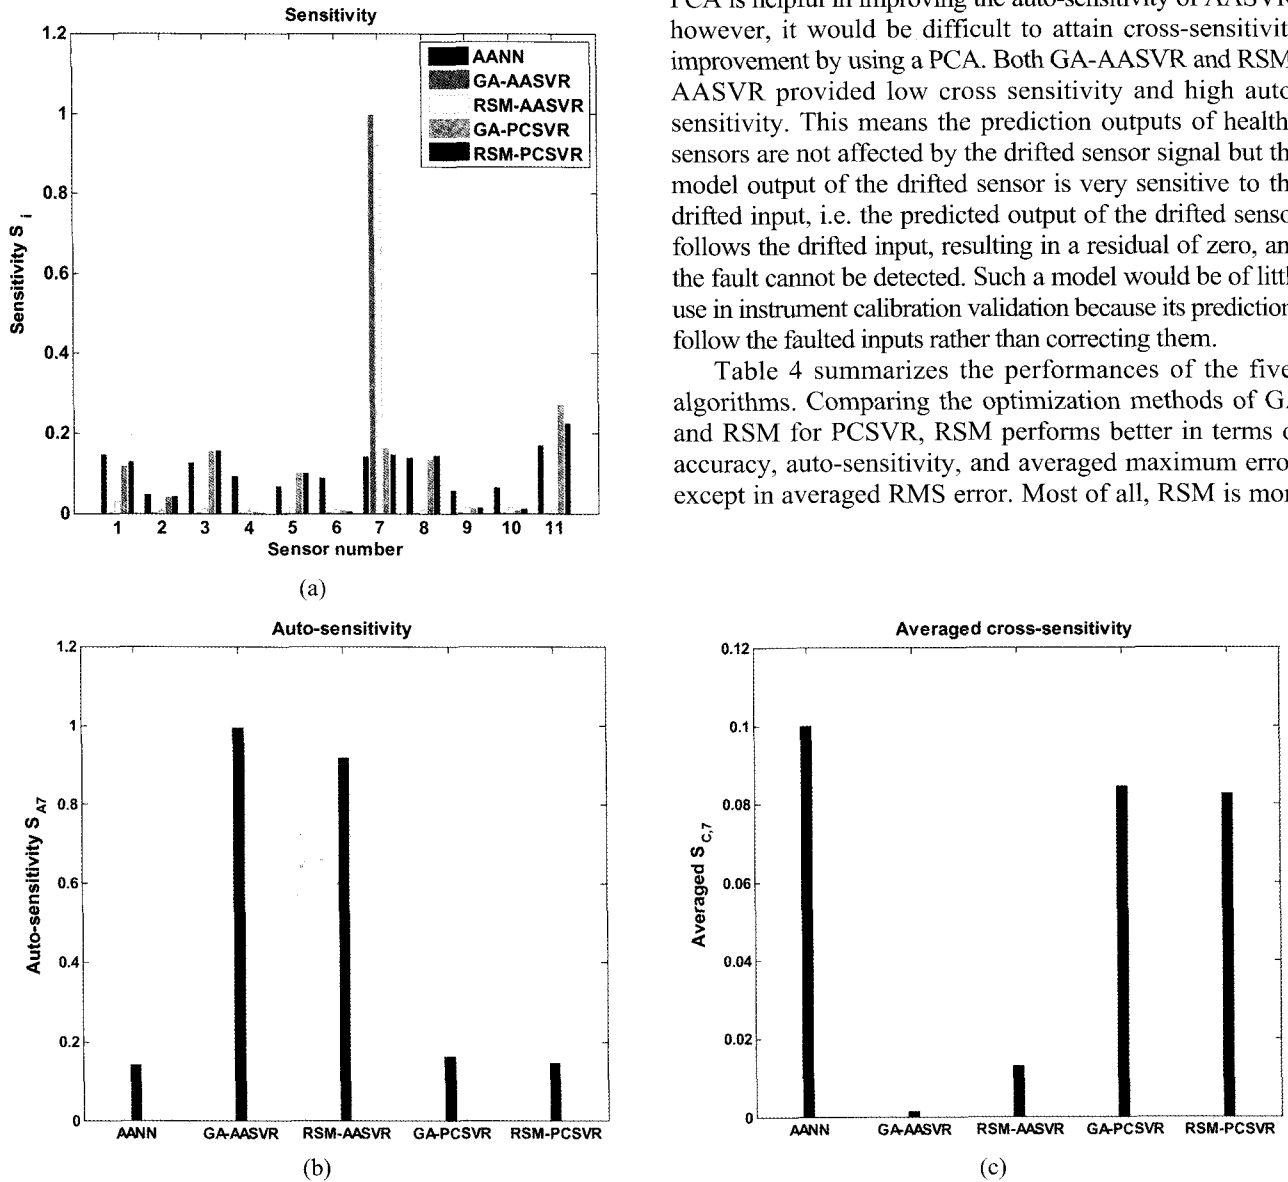 Sensitivity
1.2
1
0.8
0.6
0.4
0.2
0
Sensitivity S i
AANN
GA-AASVR
RSM-AASVR
GA-PCSVR
RSM-PCSVR
1 2 3 4 5 6 7 8 9 10 11
Sensor number
(a)
PCA is helpful in improving the auto-sensitivity of AASVR
however, it would be difficult to attain cross-sensitivit
improvement by using a PCA. Both GA-AASVR and RSM
AASVR provided low cross sensitivity and high auto
sensitivity. This means the prediction outputs of health
sensors are not affected by the drifted sensor signal but th
model output of the drifted sensor is very sensitive to th
drifted input, i.e. the predicted output of the drifted senso
follows the drifted input, resulting in a residual of zero, an
the fault cannot be detected. Such a model would be of littl
use in instrument calibration validation because its prediction
follow the faulted inputs rather than correcting them.
Table 4 summarizes the performances of the five
algorithms. Comparing the optimization methods of G
and RSM for PCSVR, RSM performs better in terms o
accuracy, auto-sensitivity, and averaged maximum erro
except in averaged RMS error. Most of all, RSM is mor
Auto-sensitivity
1.2
1
0.8
0.6
0.4
0.2
0
Auto-sensitivity S A7
AANN GA-AASVR RSM-AASVR GA-PCSVR RSM-PCSVR
(b)
Averaged cross-sensitivity
0.12
0.1
0.08
0.06
0.04
0.02
0
Averaged S C,7
AANN GA-AASVR RSM-AASVR GA-PCSVR RSM-PCSVR
(c)